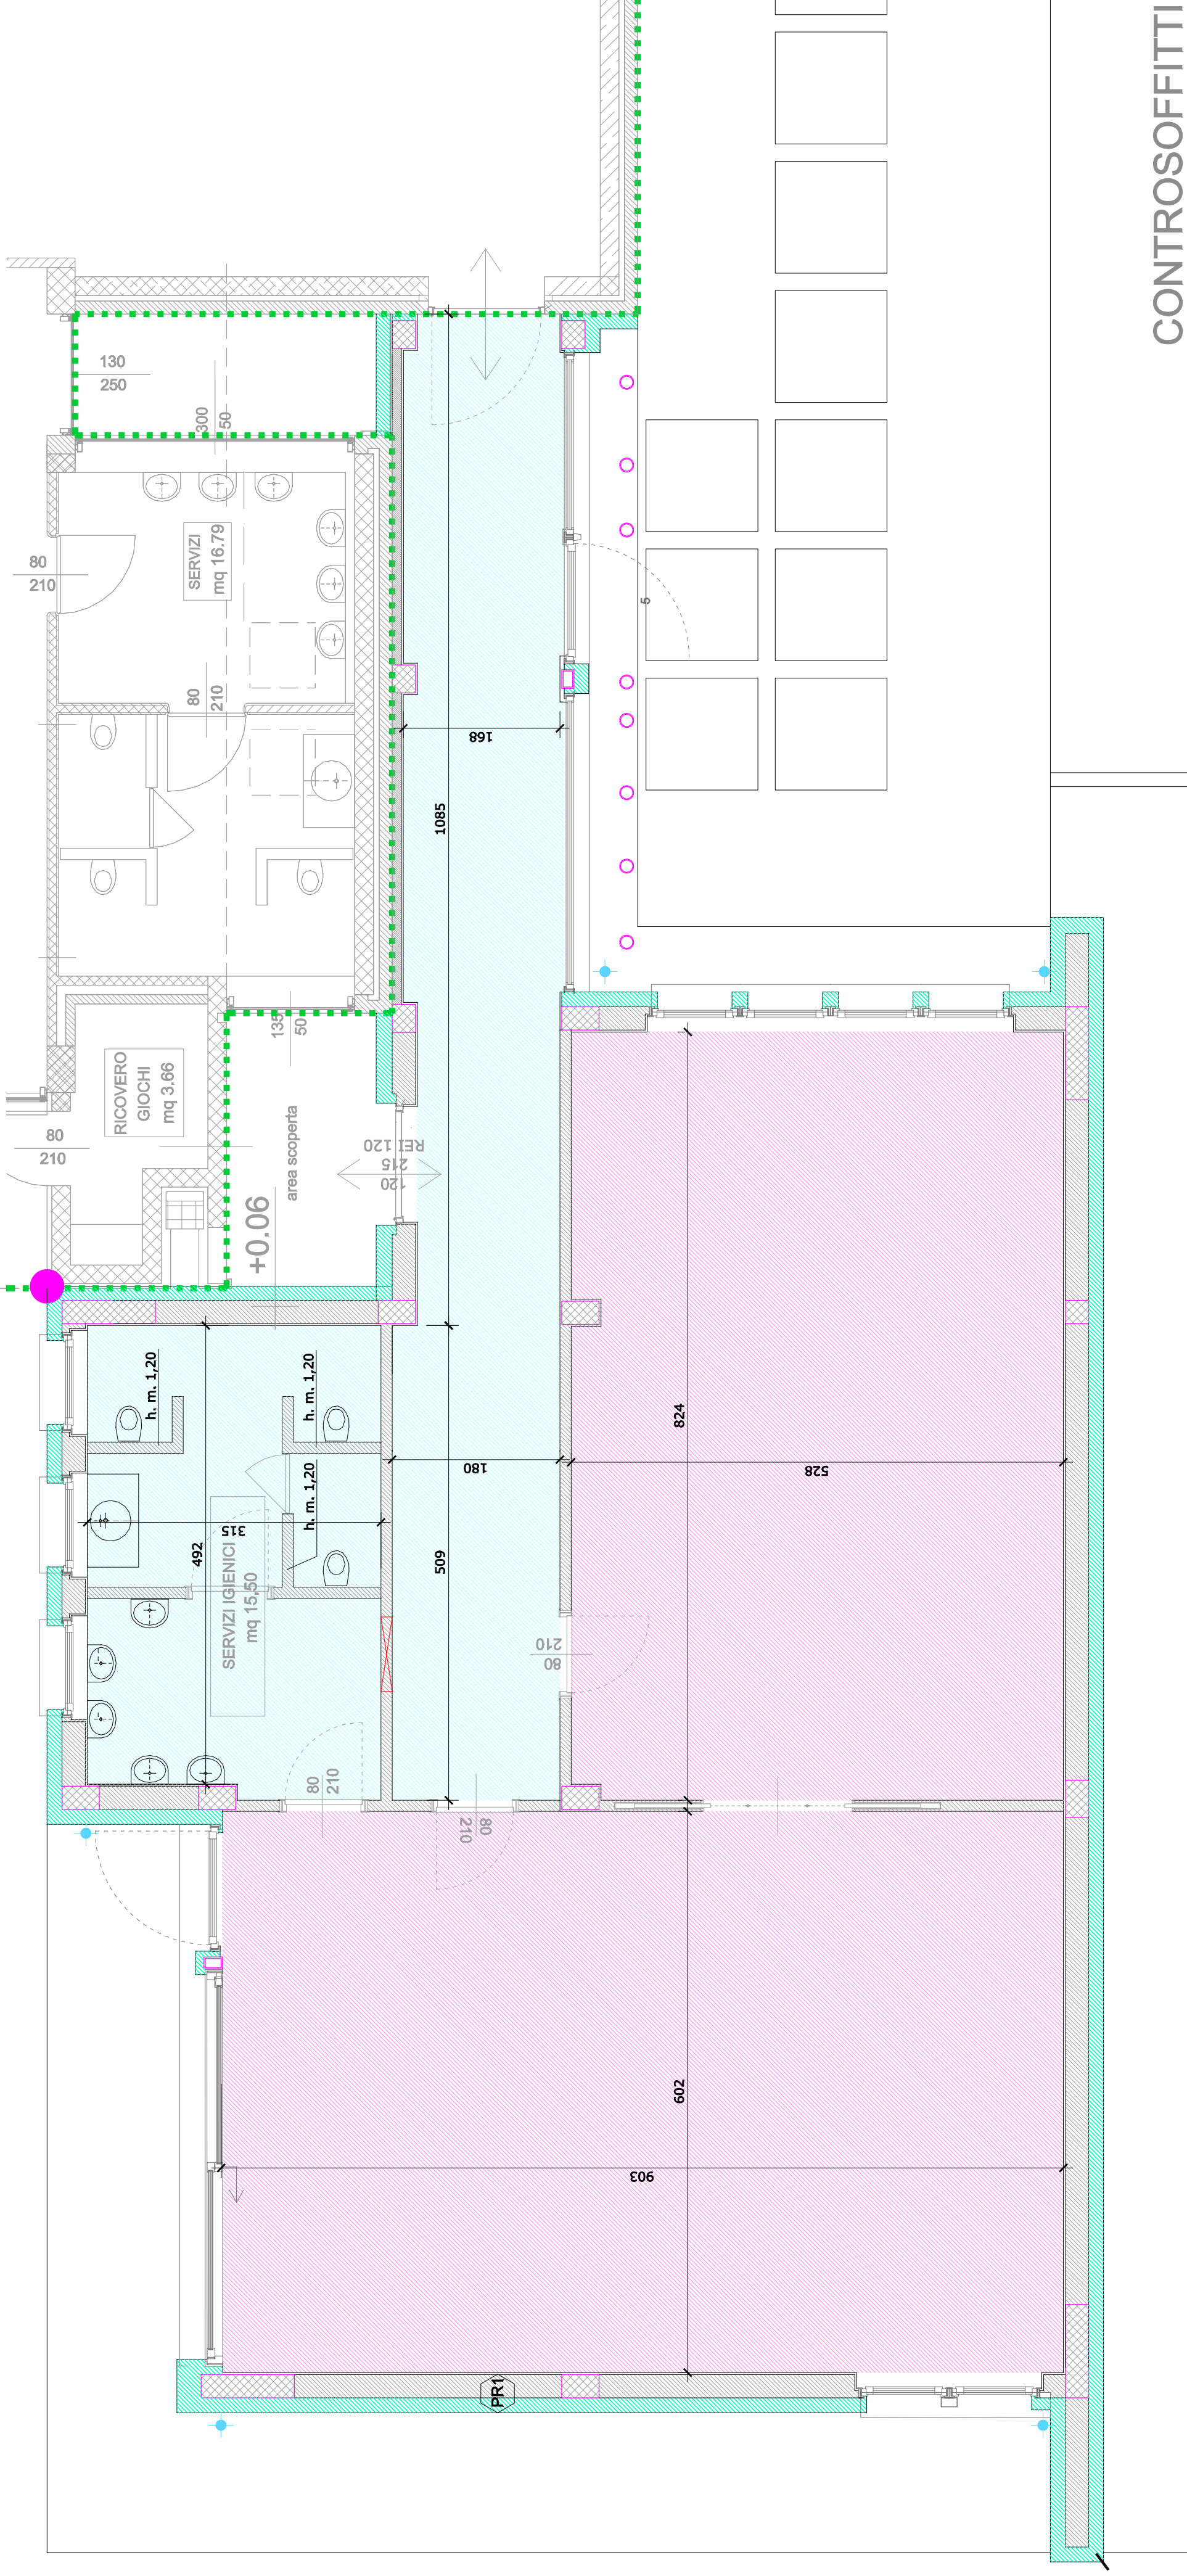 CONTROSOFFITTI
130
250
300
50
SERVIZI
mq 16.79
80
210
80
210
5
168
1085
RICOVERO
GIOCHI
mq 3.66
135
50
80
210
area scoperta
+0.06
120
215
REI 120
h. m. 1,20
h. m. 1,20
h. m. 1,20
824
180
528
315
492
509
SERVIZI IGIENICI
mq 15,50
80
210
80
210
80
210
602
903
PR1